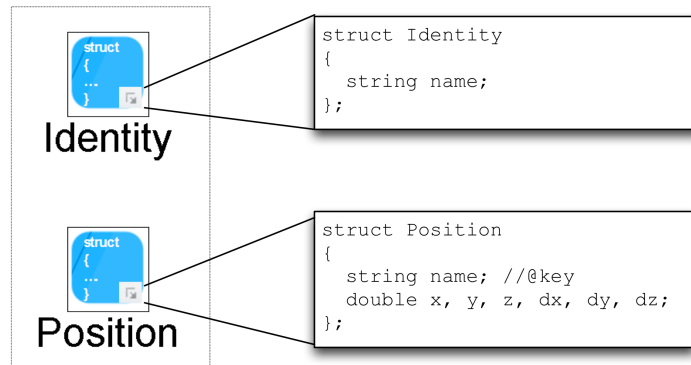 struct
{
...
}
Identity
struct Identity
{
  string name;
};
struct
{
...
}
Position
struct Position
{
  string name; //@key
  double x, y, z, dx, dy, dz;
};